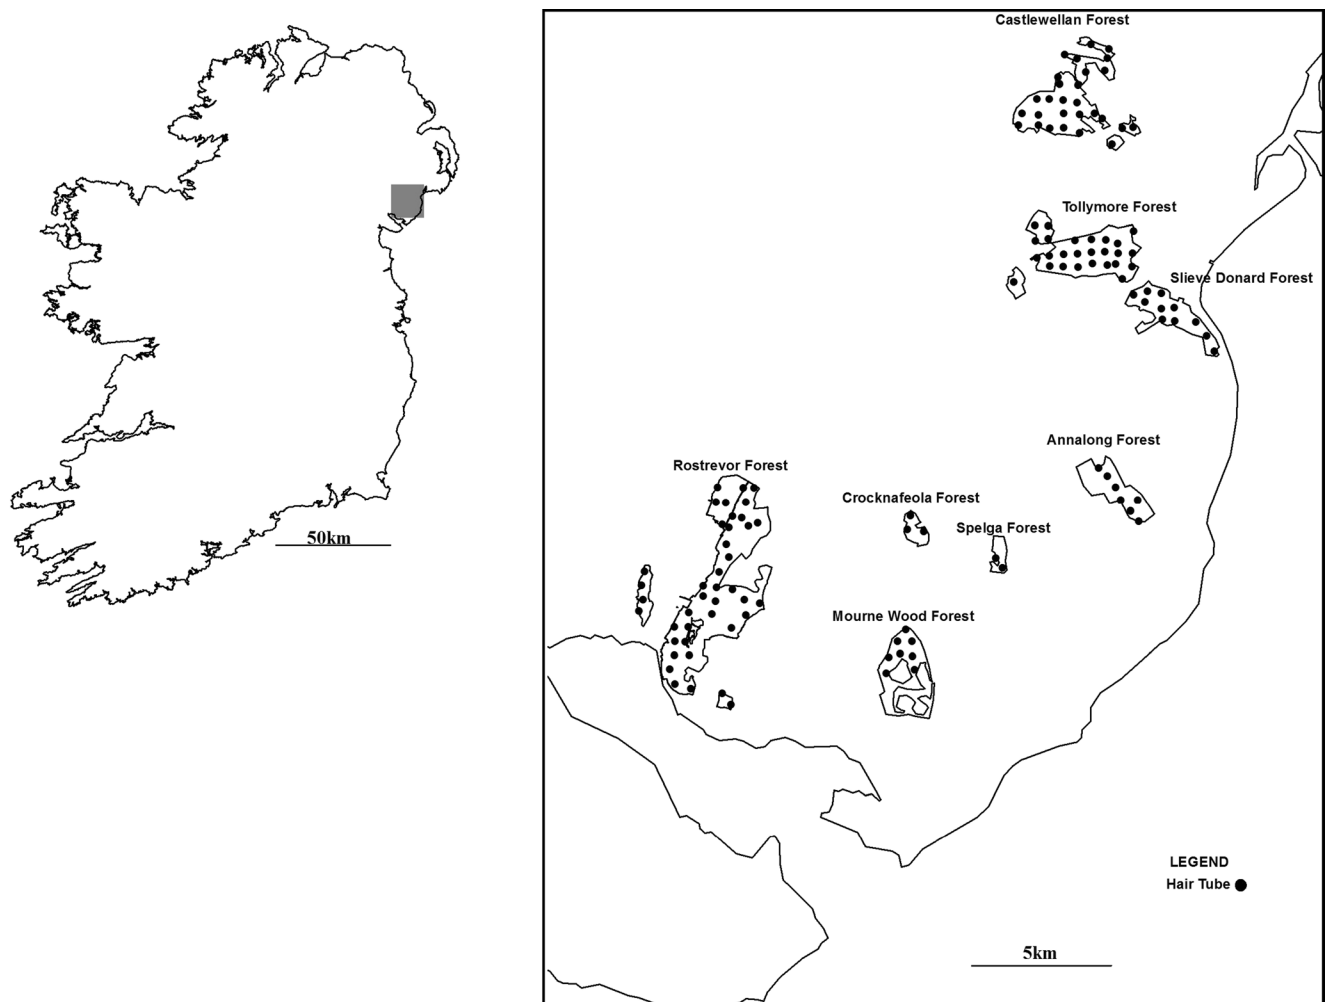 Castlewellan Forest
Tollymore Forest
Slieve Donard Forest
Annalong Forest
Rostrevor Forest
Crocknafeola Forest
Spelga Forest
50km
Mourne Wood Forest
LEGEND
Hair Tube
5km